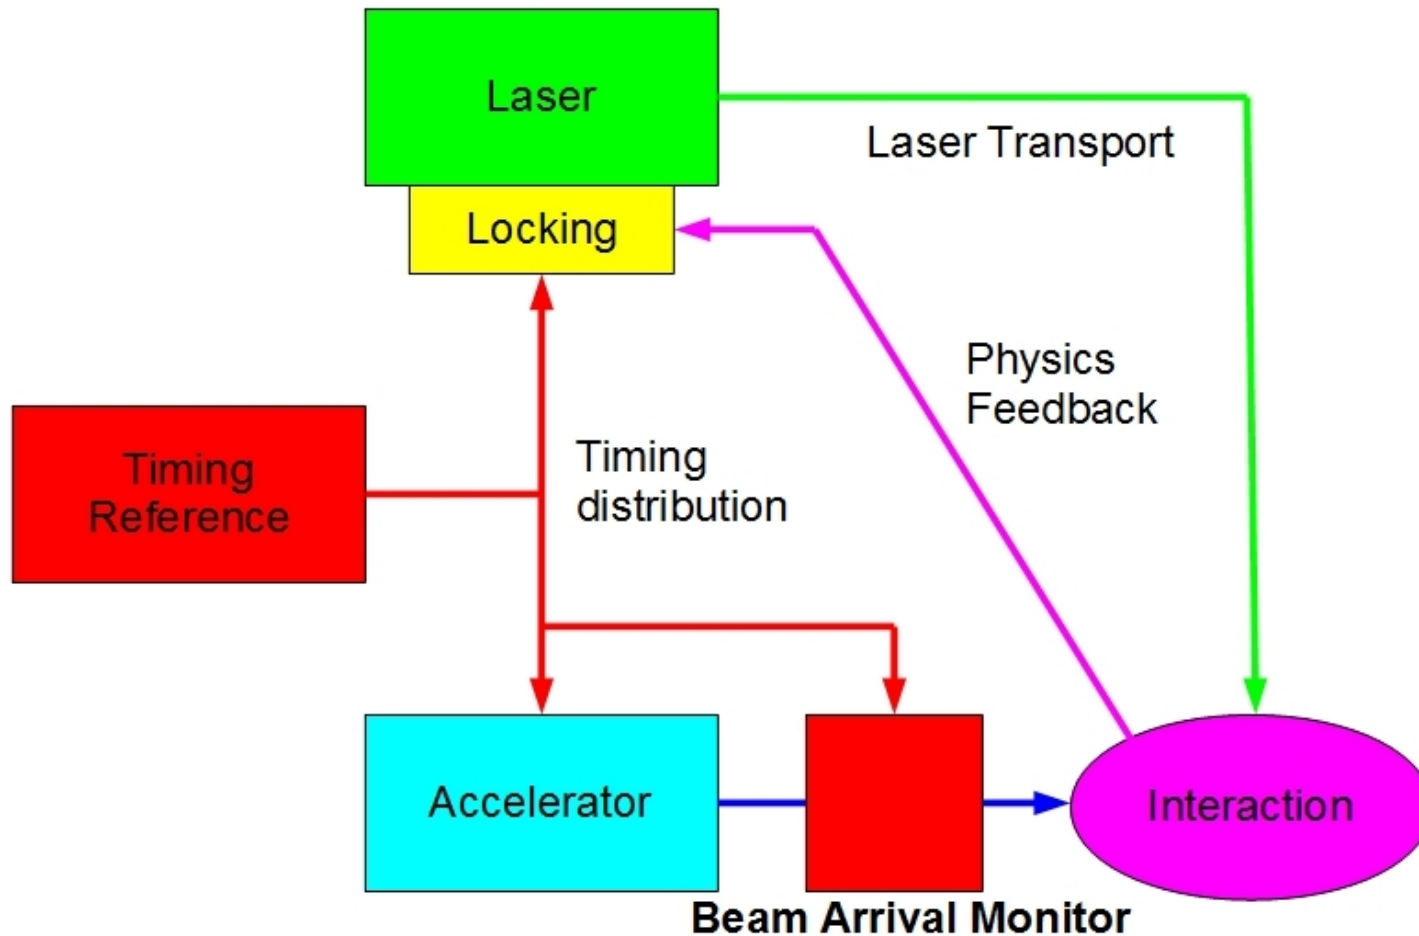 Laser
Laser Transport
Locking
Physics
Feedback
Timing
Reference
Timing
distribution
Accelerator
Interaction
Beam Arrival Monitor